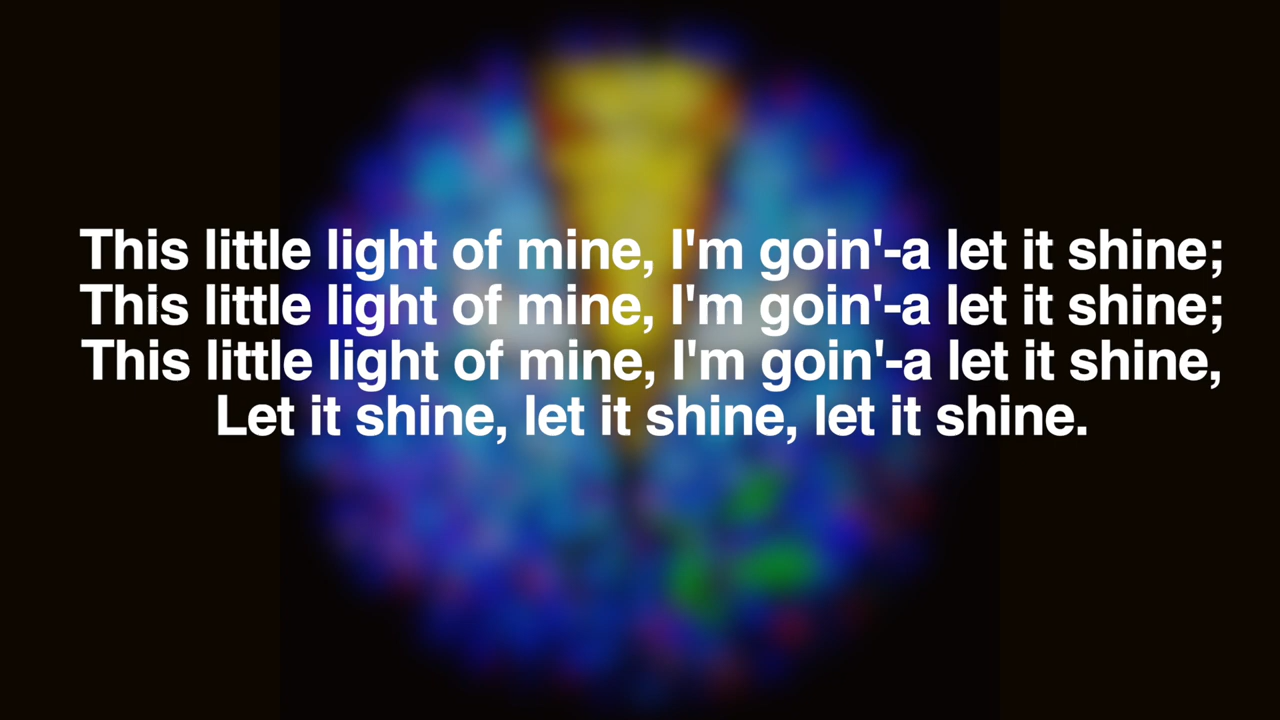 This little light of mine, I'm goin'-a let it shine;
This little light of mine, I'm goin'-a let it shine;
This little light of mine, I'm goin'-a let it shine,
Let it shine, let it shine, let it shine.